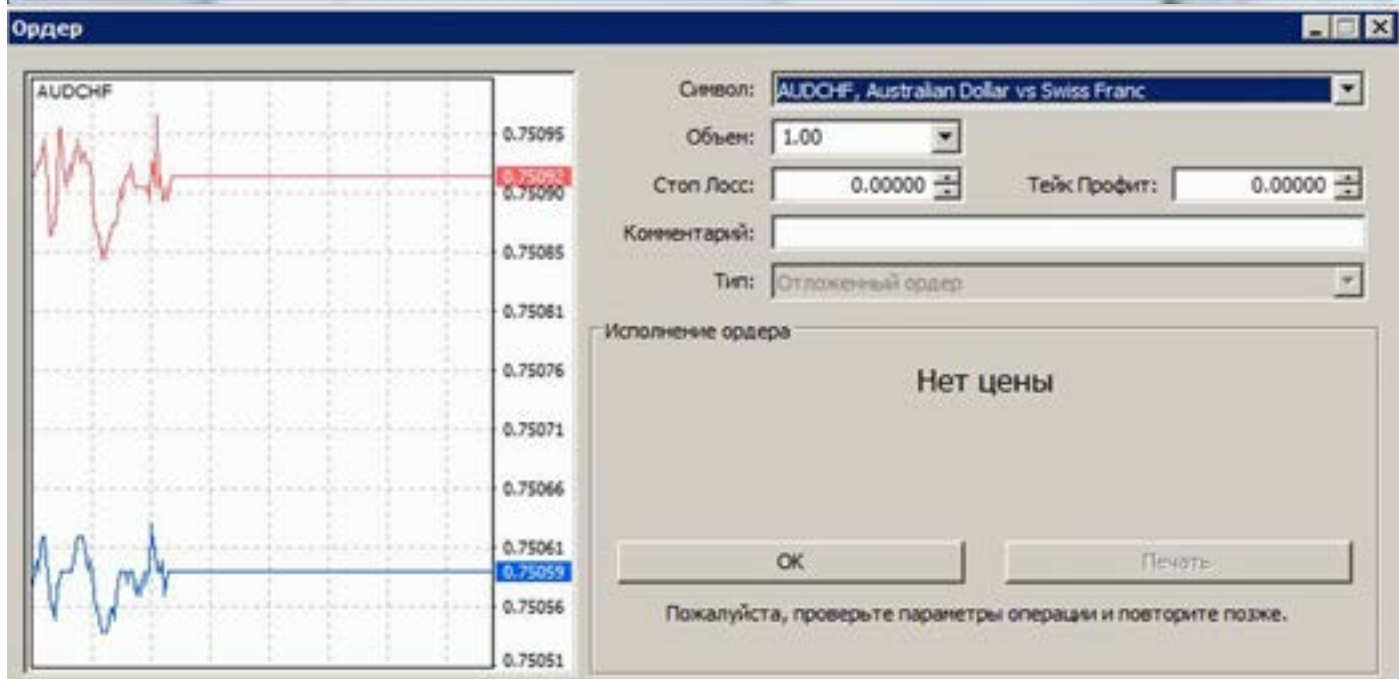 Ордер
AUDCHF
0.75095
0.75092
0.75090
0.75085
0.75081
0.75076
0.75071
0.75066
0.75061
0.75059
0.75056
0.75051
Символ: AUDCHF, Australian Dollar vs Swiss Franc
Объем: 1.00
Стоп Лосс: 0.00000 Тейк Профит: 0.00000
Комментарий:
Тип: Отложенный ордер
Исполнение ордера
Нет цены
OK Печать
Пожалуйста, проверьте параметры операции и повторите позже.